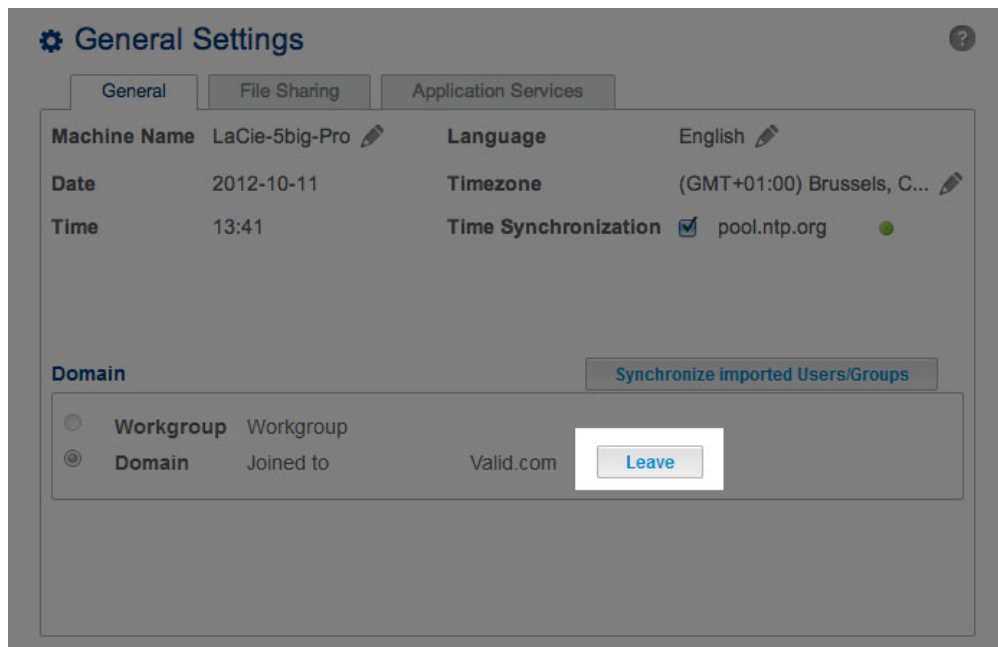 General Settings ?
General File Sharing Application Services
Machine Name LaCie-5big-Pro Language English
Date 2012-10-11 Timezone (GMT+01:00) Brussels, C...
Time 13:41 Time Synchronization pool.ntp.org
Domain Synchronize imported Users/Groups
Workgroup Workgroup
Domain Joined to Valid.com Leave